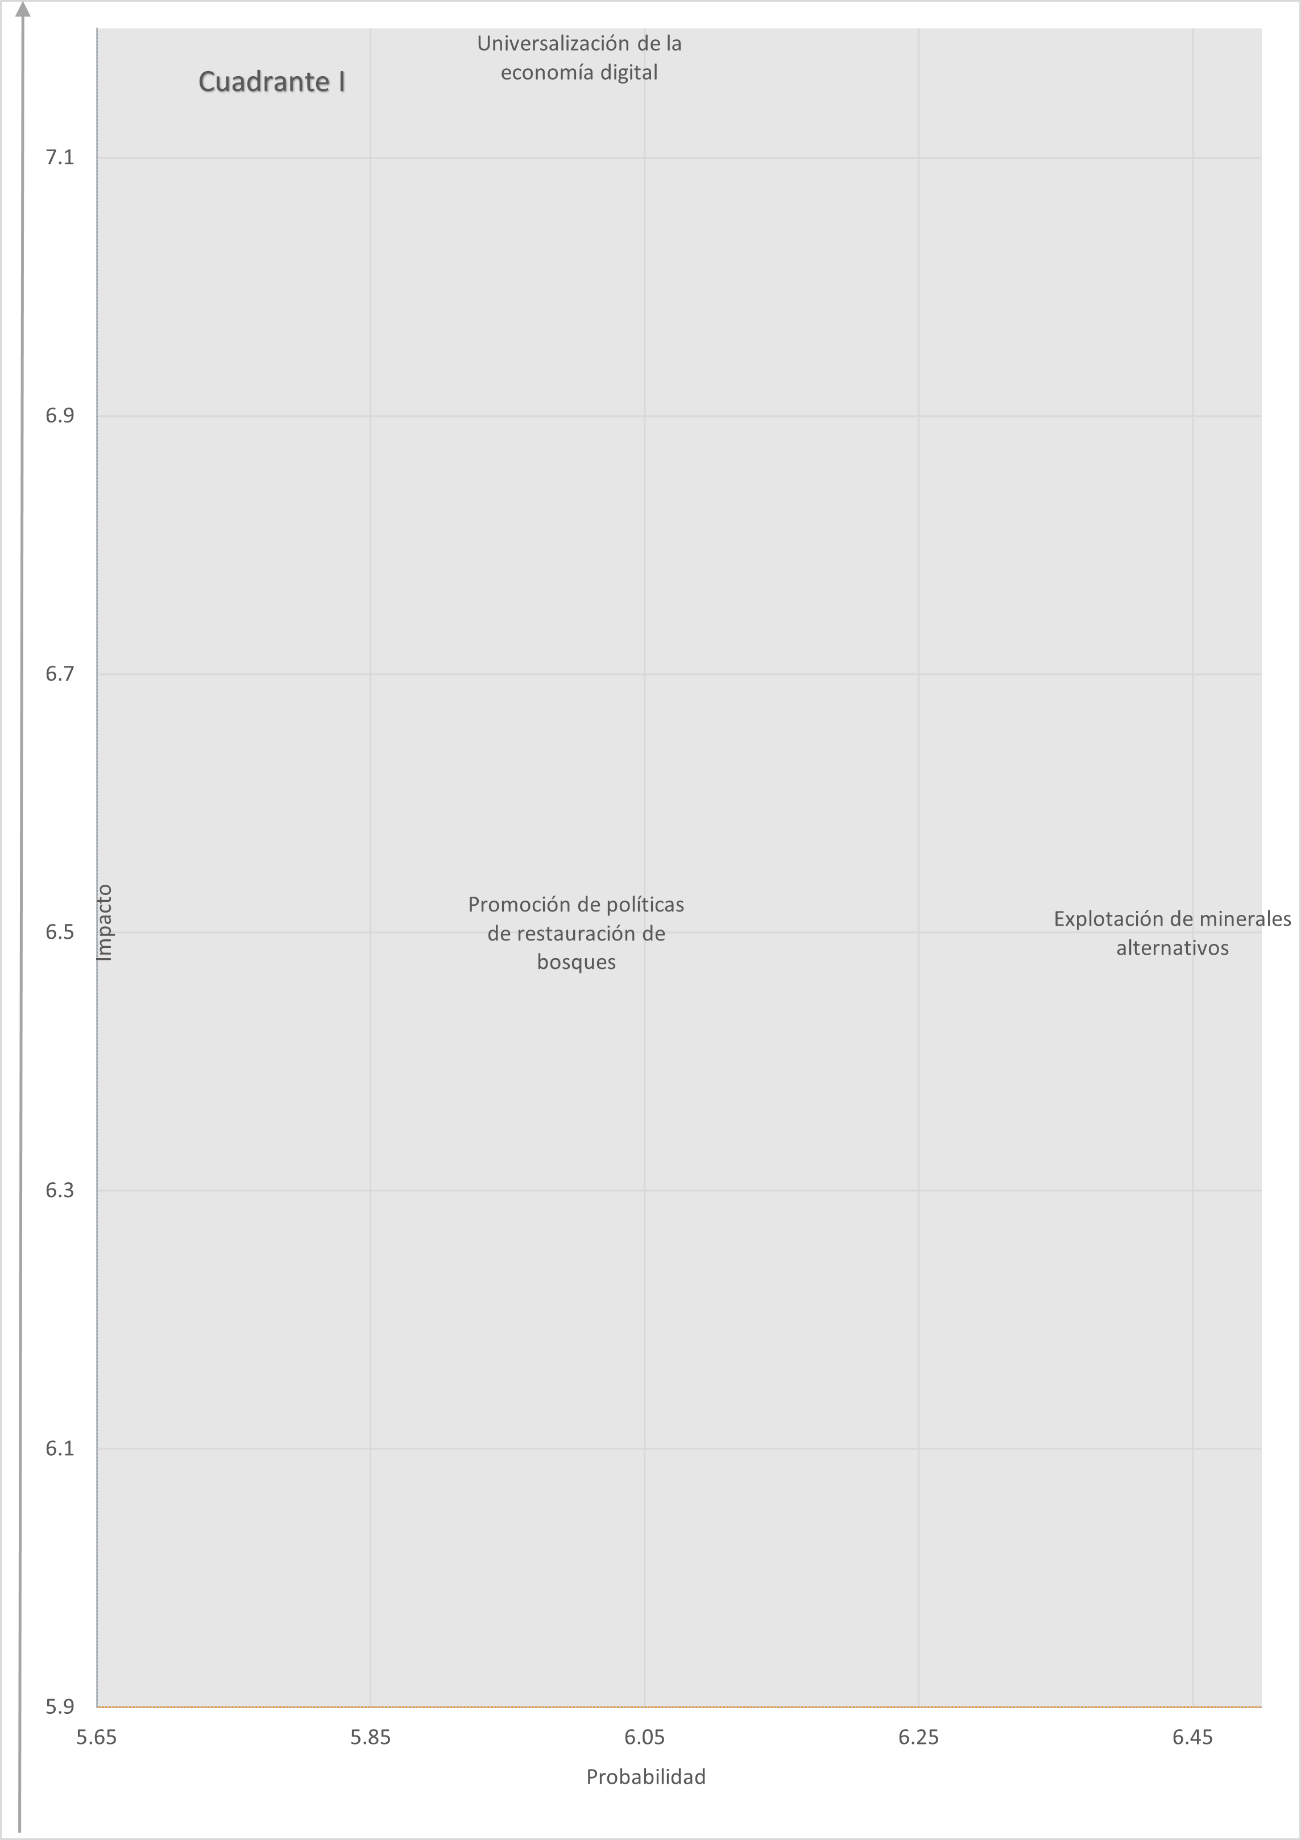 Universalización de la
economía digital
Cuadrante I
7.1
6.9
6.7
Impacto
6.5
Promoción de políticas
de restauración de
bosques
Explotación de minerales
alternativos
6.3
6.1
5.9
5.65
5.85
6.05
6.25
6.45
Probabilidad